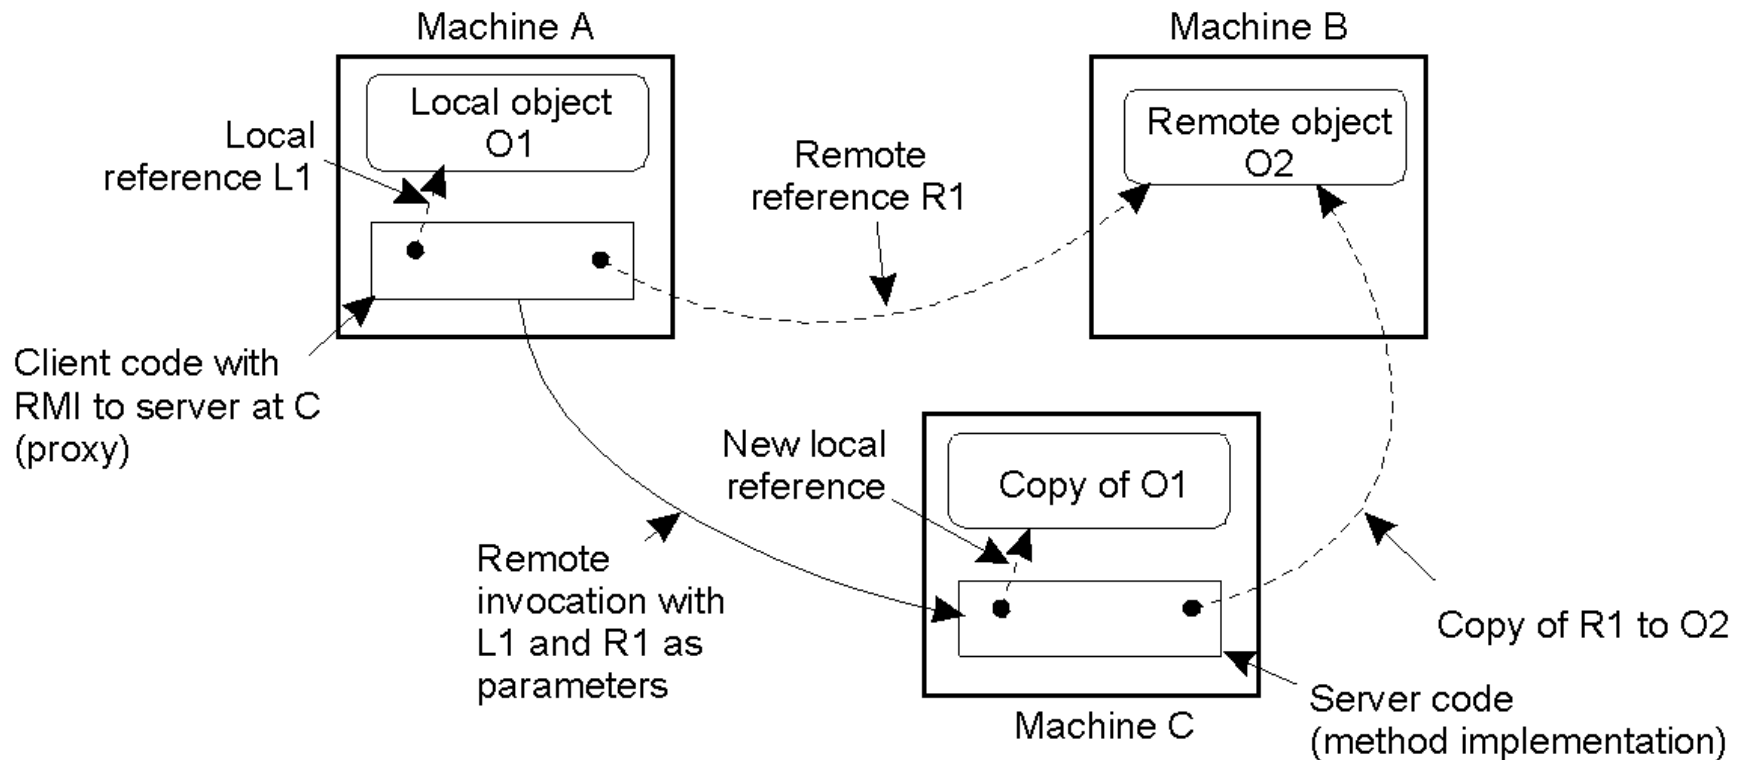 Machine A
Machine B
Local object
O1
Remote object
O2
Local
reference L1
Remote
reference R1
Client code with
RMI to server at C
(proxy)
New local
reference
Copy of O1
Remote
invocation with
L1 and R1 as
parameters
Copy of R1 to O2
Server code
(method implementation)
Machine C